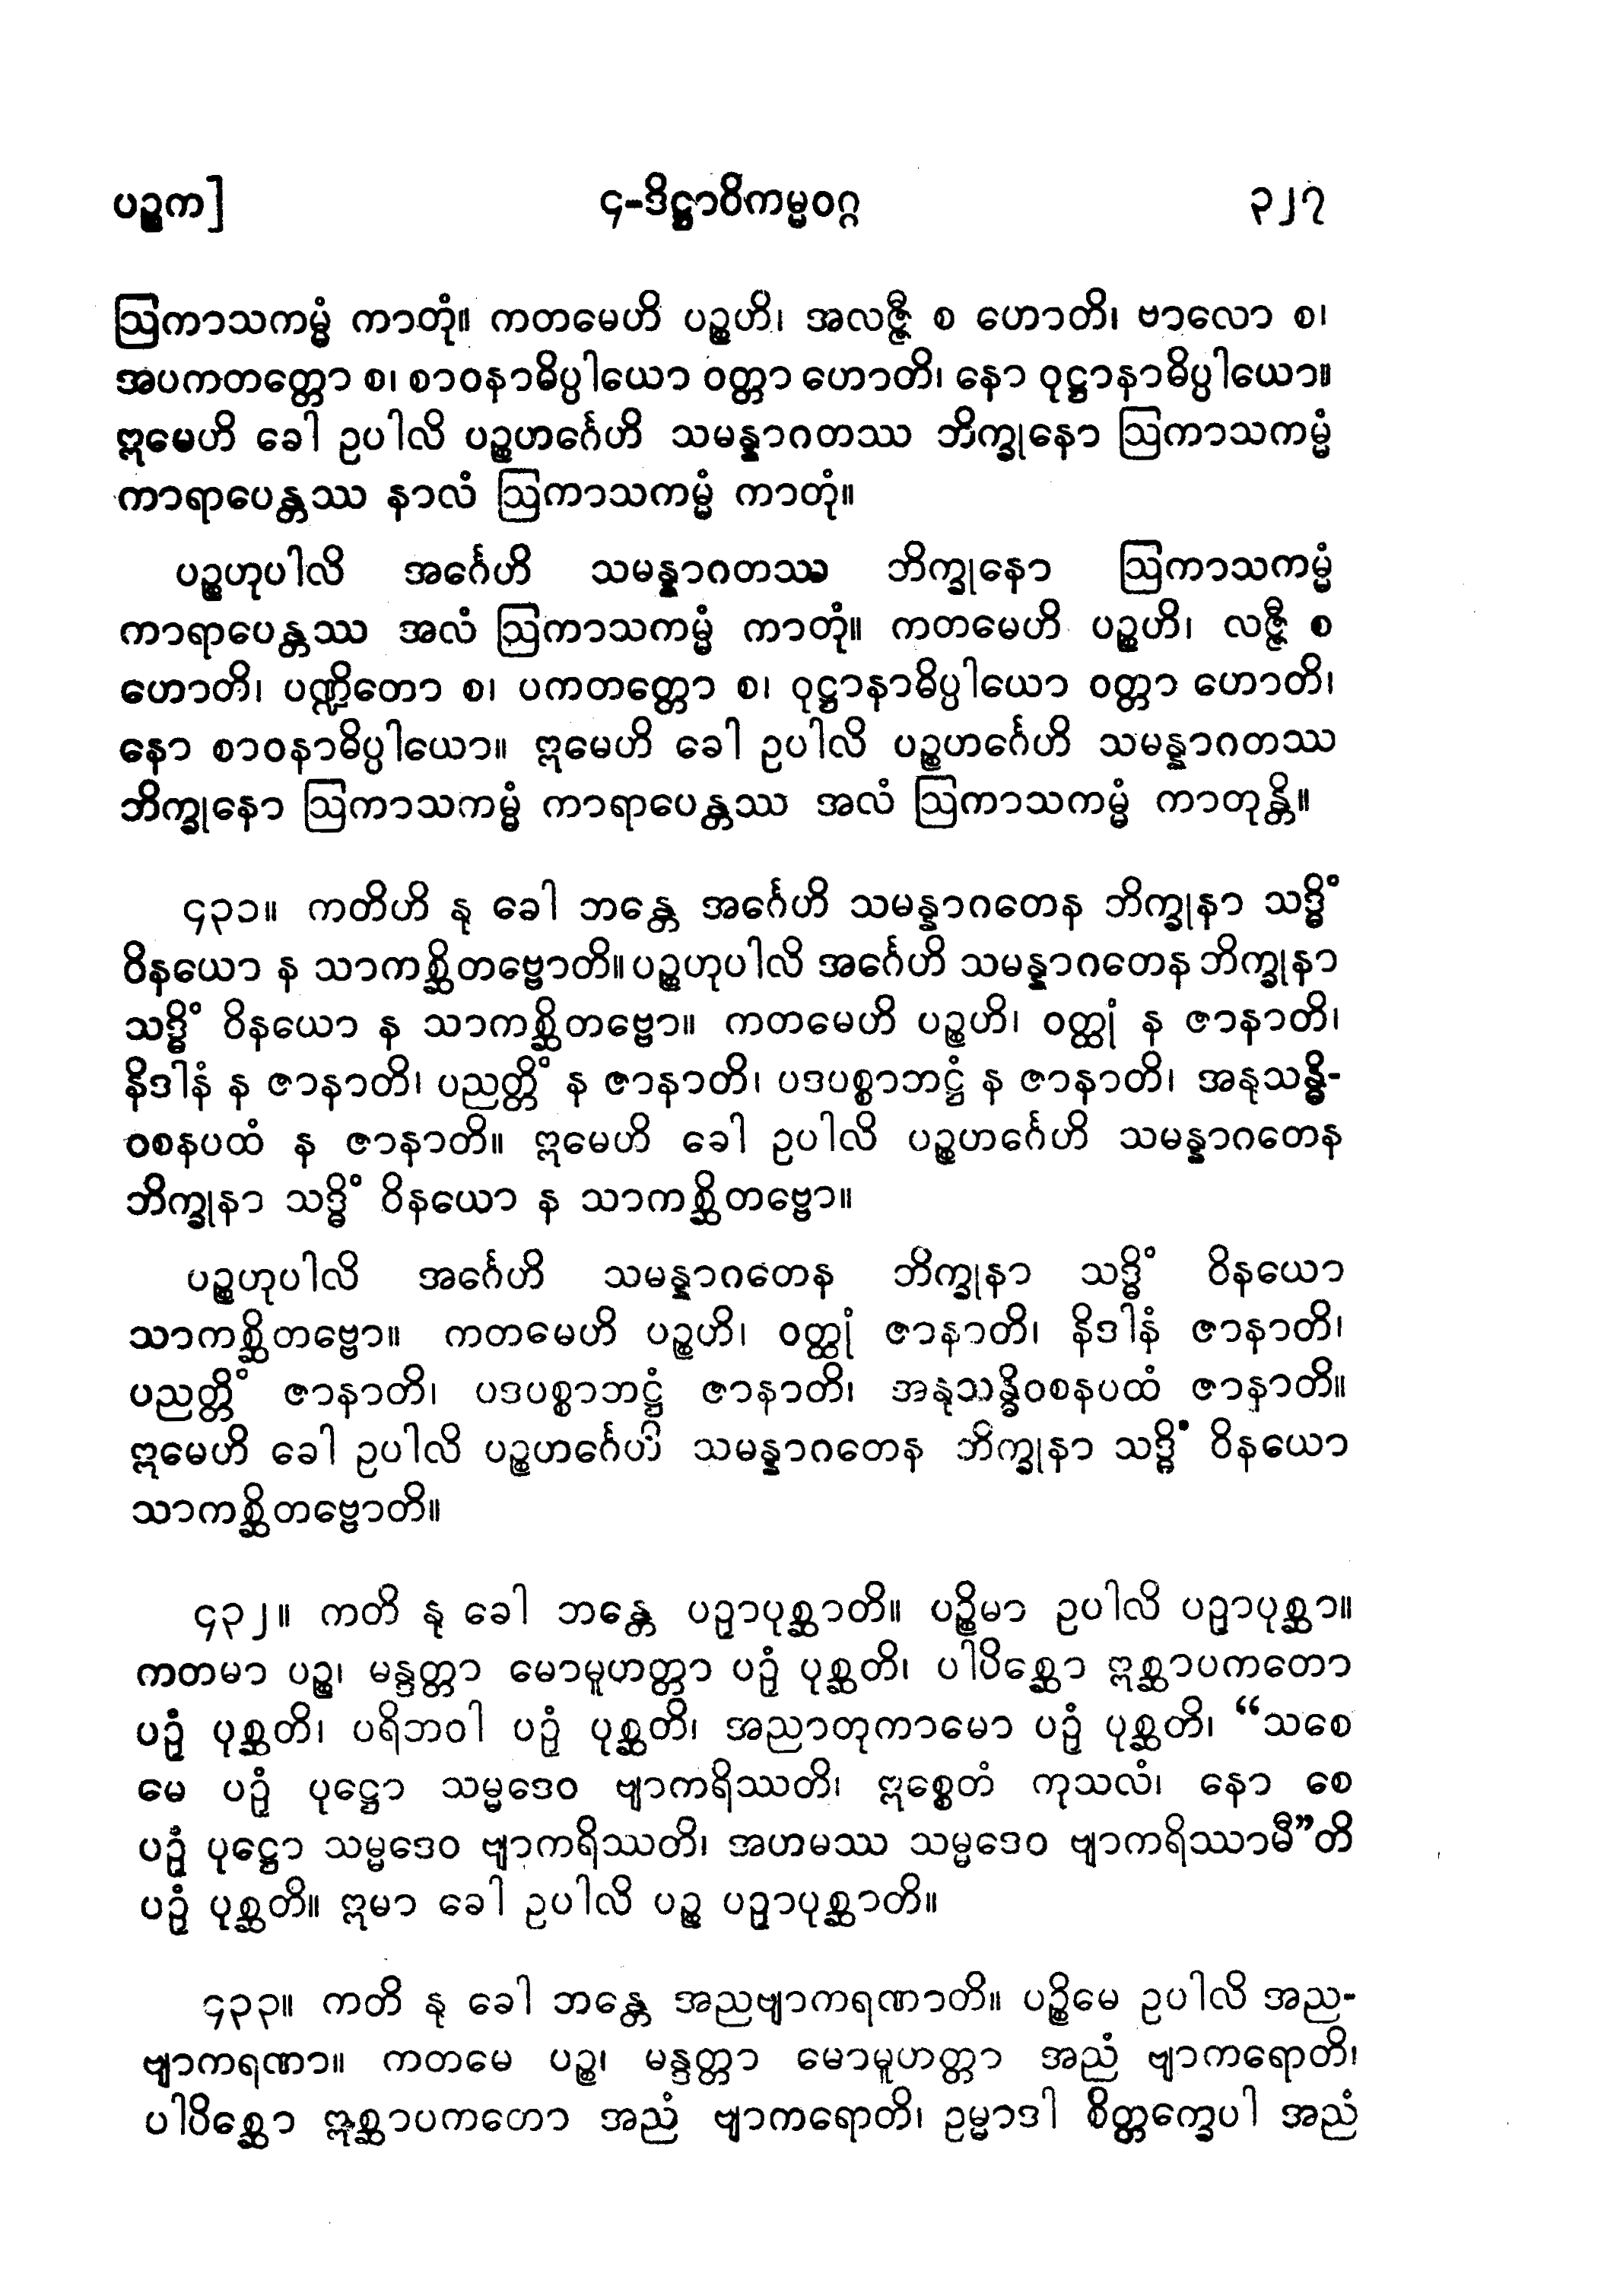 ပဉ္စက]	၄-ဒိဋ္ဌာဝိကမ္မဝဂ္ဂ	၃၂၇
ဩကာသကမ္မံ ကာတုံ။ ကတမေဟိ ပဉ္စဟိ၊ အလဇ္ဇီ စ ဟောတိ၊ ဗာလော စ၊
အပကတတ္တော စ၊ စာဝနာဓိပ္ပါယော ဝတ္တာ ဟောတိ၊ နော ဝုဋ္ဌာနာဓိပ္ပါယော။
ဣမေဟိ ခေါ ဥပါလိ ပဉ္စဟင်္ဂေဟိ သမန္နာဂတဿ ဘိက္ခုနော ဩကာသကမ္မံ
ကာရာပေန္တဿ နာလံ ဩကာသကမ္မံ ကာတုံ။
ပဉ္စဟုပါလိ အင်္ဂေဟိ သမန္နာဂတဿ ဘိက္ခုနော ဩကာသကမ္မံ
ကာရာပေန္တဿ အလံ ဩကာသကမ္မံ ကာတုံ။ ကတမေဟိ ပဉ္စဟိ၊ လဇ္ဇီ စ
ဟောတိ၊ ပဏ္ဍိတော စ၊ ပကတတ္တော စ၊ ဝုဋ္ဌာနာဓိပ္ပါယော ဝတ္တာ ဟောတိ၊
နော စာဝနာဓိပ္ပါယော။ ဣမေဟိ ခေါ ဥပါလိ ပဉ္စဟင်္ဂေဟိ သမန္နာဂတဿ
ဘိက္ခုနော ဩကာသကမ္မံ ကာရာပေန္တဿ အလံ ဩကာသကမ္မံ ကာတုန္တိ။
၄၃၁။ ကတိဟိ နု ခေါ ဘန္တေ အင်္ဂေဟိ သမန္နာဂတေန ဘိက္ခုနာ သဒ္ဓိံ
ဝိနယော န သာကစ္ဆိတဗ္ဗောတိ။ ပဉ္စဟုပါလိ အင်္ဂေဟိ သမန္နာဂတေန ဘိက္ခုနာ
သဒ္ဓိံ ဝိနယော န သာကစ္ဆိတဗ္ဗော။ ကတမေဟိ ပဉ္စဟိ၊ ဝတ္ထုံ န ဇာနာတိ၊
နိဒါနံ န ဇာနာတိ၊ ပညတ္တိံ န ဇာနာတိ၊ ပဒပစ္စာဘဋ္ဌံ န ဇာနာတိ၊ အနုသန္ဓိ-
ဝစနပထံ န ဇာနာတိ။ ဣမေဟိ ခေါ ဥပါလိ ပဉ္စဟင်္ဂေဟိ သမန္နာဂတေန
ဘိက္ခုနာ သဒ္ဓိံ ဝိနယော န သာကစ္ဆိတဗ္ဗော။
ပဉ္စဟုပါလိ အင်္ဂေဟိ သမန္နာဂတေန ဘိက္ခုနာ သဒ္ဓိံ ဝိနယော
သာကစ္ဆိတဗ္ဗော။ ကတမေဟိ ပဉ္စဟိ၊ ဝတ္ထုံ ဇာနာတိ၊ နိဒါနံ ဇာနာတိ၊
ပညတ္တိံ ဇာနာတိ၊ ပဒပစ္စာဘဋ္ဌံ ဇာနာတိ၊ အနုသန္ဓိဝစနပထံ ဇာနာတိ။
ဣမေဟိ ခေါ ဥပါလိ ပဉ္စဟင်္ဂေဟိ သမန္နာဂတေန ဘိက္ခုနာ သဒ္ဓိံ ဝိနယော
သာကစ္ဆိတဗ္ဗောတိ။
၄၃၂။ ကတိ နု ခေါ ဘန္တေ ပဉှာပုစ္ဆာတိ။ ပဉ္စိမာ ဥပါလိ ပဉှာပုစ္ဆာ။
ကတမာ ပဉ္စ၊ မန္ဒတ္တာ မောမူဟတ္တာ ပဉှံ ပုစ္ဆတိ၊ ပါပိစ္ဆော ဣစ္ဆာပကတော
ပဉှံ ပုစ္ဆတိ၊ ပရိဘဝါ ပဉှံ ပုစ္ဆတိ၊ အညာတုကာမော ပဉှံ ပုစ္ဆတိ၊ “သစေ
မေ ပဉှံ ပုဋ္ဌော သမ္မဒေဝ ဗျာကရိဿတိ၊ ဣစ္စေတံ ကုသလံ၊ နော စေ
ပဉှံ ပုဋ္ဌော သမ္မဒေဝ ဗျာကရိဿတိ၊ အဟမဿ သမ္မဒေဝ ဗျာကရိဿာမီ”တိ
ပဉှံ ပုစ္ဆတိ။ ဣမာ ခေါ ဥပါလိ ပဉ္စ ပဉှာပုစ္ဆာတိ။
၄၃၃။ ကတိ နု ခေါ ဘန္တေ အညဗျာကရဏာတိ။ ပဉ္စိမေ ဥပါလိ အည-
ဗျာကရဏာ။ ကတမေ ပဉ္စ၊ မန္ဒတ္တာ မောမူဟတ္တာ အညံ ဗျာကရောတိ၊
ပါပိစ္ဆော ဣစ္ဆာပကတော အညံ ဗျာကရောတိ၊ ဥမ္မာဒါ စိတ္တက္ခေပါ အညံ